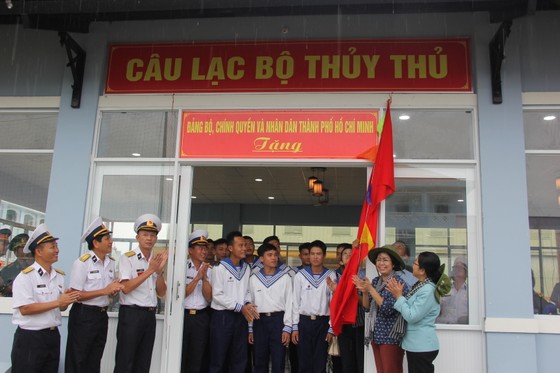 CÂU LẠC BỘ THỦY THỦ
ĐẢNG BỘ, CHÍNH QUYỀN VÀ NHÂN DÂN THÀNH PHỐ HỒ CHÍ MINH
Tặng